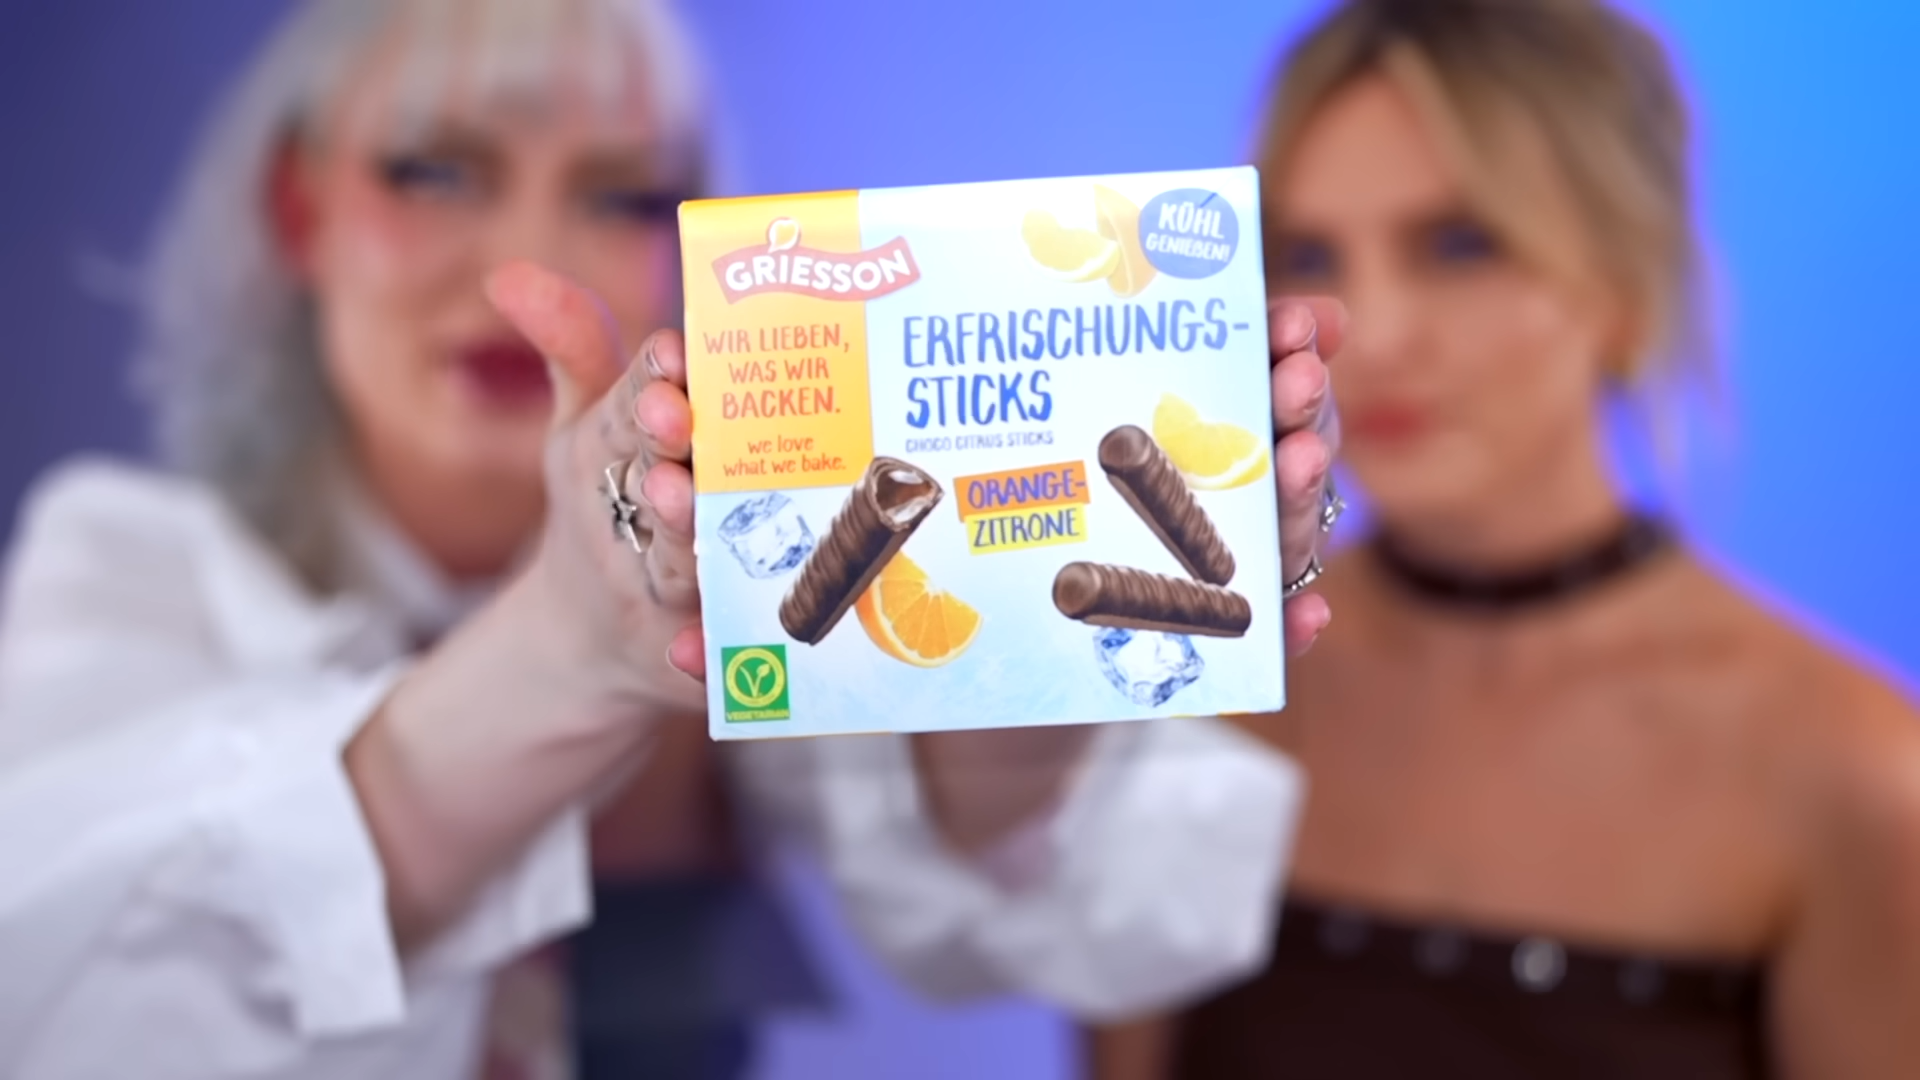 GRIESSON
WIR LIEBEN,
WAS WIR
BACKEN.
we love
what we bake.
KÜHL
GENIEßEN!
ERFRISCHUNGS-
STICKS
CHOCO CITRUS STICKS
ORANGE-
ZITRONE
VEGETARIAN